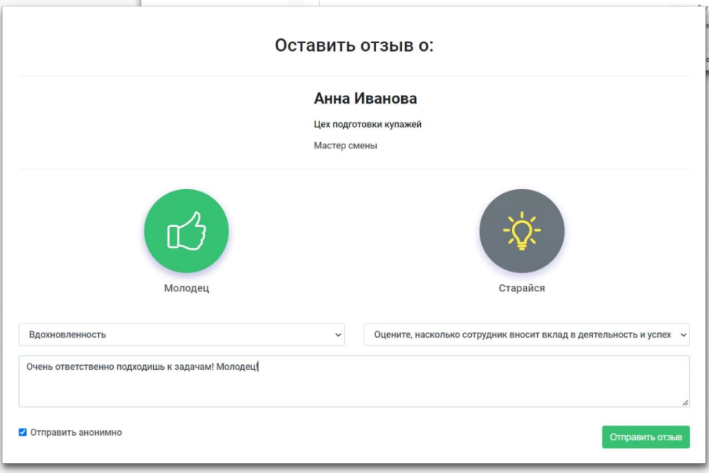 Оставить отзыв о:
Анна Иванова
Цех подготовки купажей
Мастер смены
Молодец
Старайся
Вдохновленность
Оцените, насколько сотрудник вносит вклад в деятельность и успех
Очень ответственно подходишь к задачам! Молодец!
Отправить анонимно
Отправить отзыв